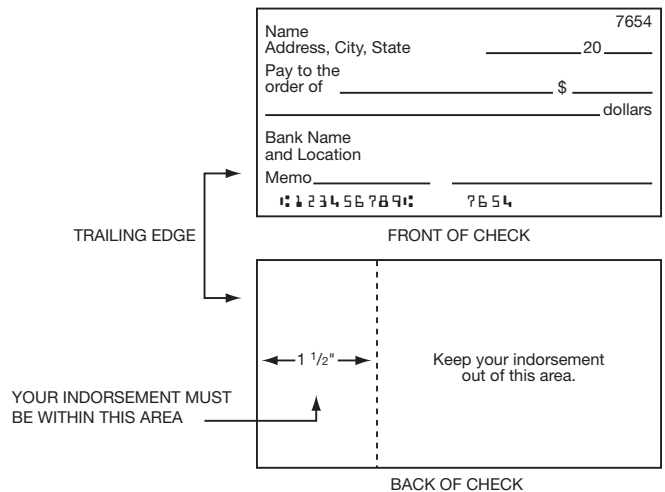 7654
Name
Address, City, State 20
Pay to the
order of $
dollars
Bank Name
and Location
Memo
⑆123456789⑆ 7654
TRAILING EDGE
FRONT OF CHECK
1 1/2"
Keep your indorsement
out of this area.
YOUR INDORSEMENT MUST
BE WITHIN THIS AREA
BACK OF CHECK